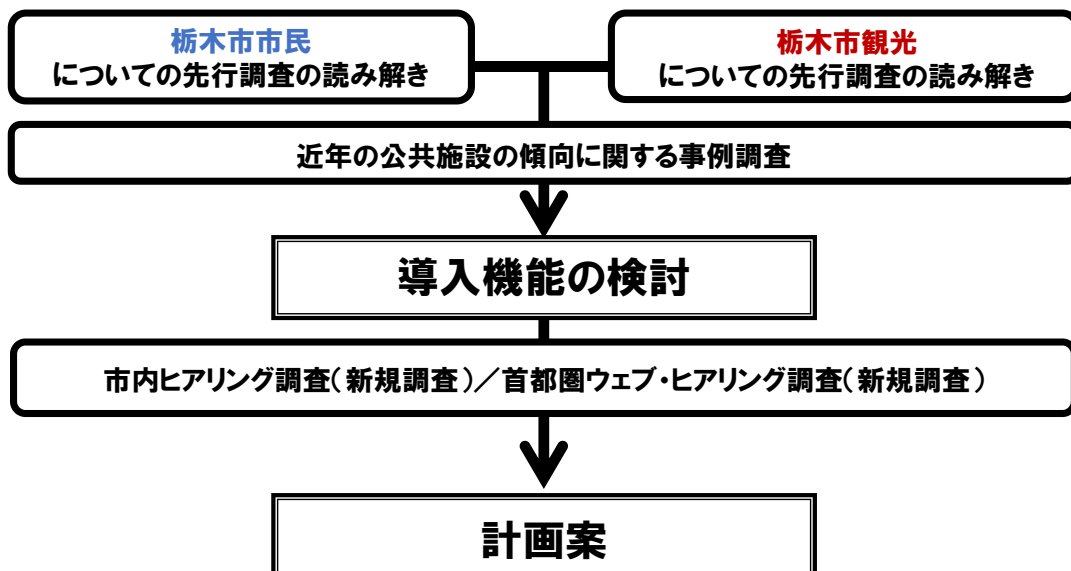 栃木市市民
についての先行調査の読み解き
栃木市観光
についての先行調査の読み解き
近年の公共施設の傾向に関する事例調査
導入機能の検討
市内ヒアリング調査(新規調査)/首都圏ウェブ・ヒアリング調査(新規調査)
計画案